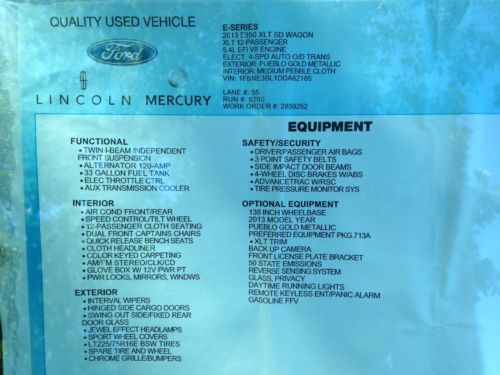 QUALITY USED VEHICLE
Ford
LINCOLN MERCURY
E-SERIES
2013 E350 XLT SD WAGON
XLT 12-PASSENGER
5.4L EFI V8 ENGINE
ELECT. 4-SPD AUTO O/D TRANS
EXTERIOR: PUEBLO GOLD METALLIC
INTERIOR: MEDIUM PEBBLE CLOTH
VIN: 1FBNE3BL1DDA62185
LANE #: 55
RUN #: 0200
WORK ORDER #: 2859252
EQUIPMENT
FUNCTIONAL
• TWIN I-BEAM INDEPENDENT
FRONT SUSPENSION
• ALTERNATOR 120-AMP
• 33 GALLON FUEL TANK
• ELEC THROTTLE CTRL
• AUX TRANSMISSION COOLER
INTERIOR
• AIR COND FRONT/REAR
• SPEED CONTROL/TILT WHEEL
• 12-PASSENGER CLOTH SEATING
• DUAL FRONT CAPTAINS CHAIRS
• QUICK RELEASE BENCH SEATS
• CLOTH HEADLINER
• COLOR KEYED CARPETING
• AM/FM STEREO/CLK/CD
• GLOVE BOX W/ 12V PWR PT
• PWR LOCKS, MIRRORS, WNDWS
EXTERIOR
• INTERVAL WIPERS
• HINGED SIDE CARGO DOORS
• SWING OUT SIDE/FIXED REAR
DOOR GLASS
• JEWEL EFFECT HEADLAMPS
• SPORT WHEEL COVERS
• LT225/75R16E BSW TIRES
• SPARE TIRE AND WHEEL
• CHROME GRILLE/BUMPERS
SAFETY/SECURITY
• DRIVER/PASSENGER AIR BAGS
• 3 POINT SAFETY BELTS
• SIDE IMPACT DOOR BEAMS
• 4-WHEEL DISC BRAKES W/ABS
• ADVANCETRAC W/RSC
• TIRE PRESSURE MONITOR SYS
OPTIONAL EQUIPMENT
138 INCH WHEELBASE
2013 MODEL YEAR
PUEBLO GOLD METALLIC
PREFERRED EQUIPMENT PKG.713A
• XLT TRIM
BACK UP CAMERA
FRONT LICENSE PLATE BRACKET
50 STATE EMISSIONS
REVERSE SENSING SYSTEM
GLASS, PRIVACY
DAYTIME RUNNING LIGHTS
REMOTE KEYLESS ENT/PANIC ALARM
GASOLINE FFV